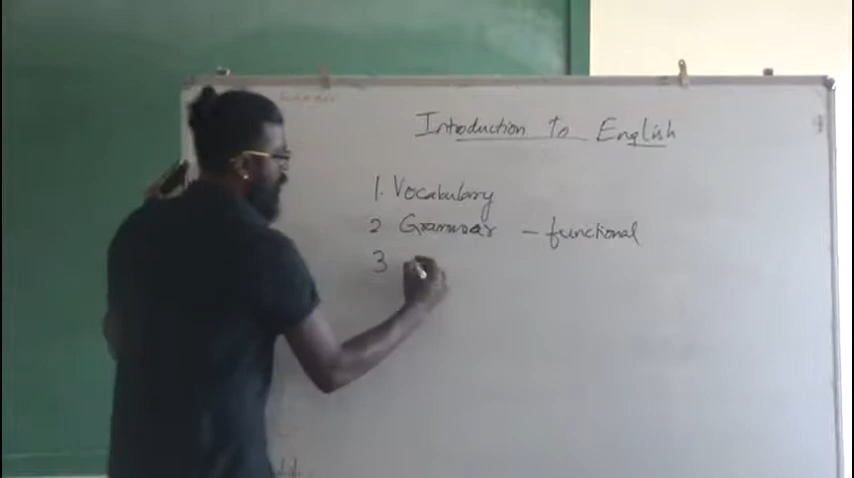 Introduction To English
1. Vocabulary
2 Grammar - functional
3